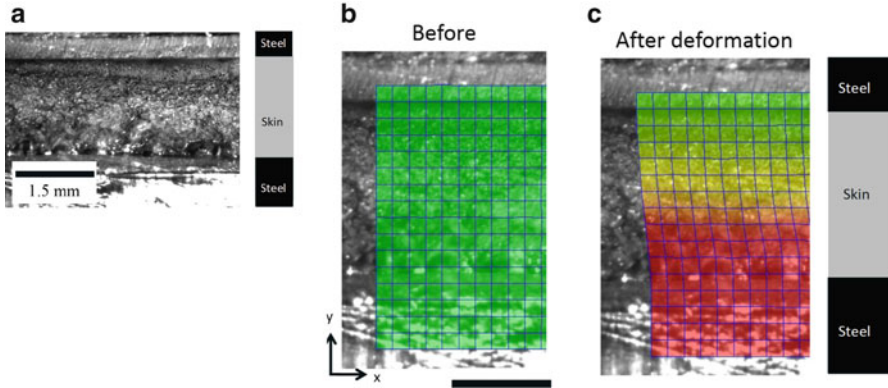 a
Steel
Skin
Steel
1.5 mm
b
Before
y
x
c
After deformation
Steel
Skin
Steel